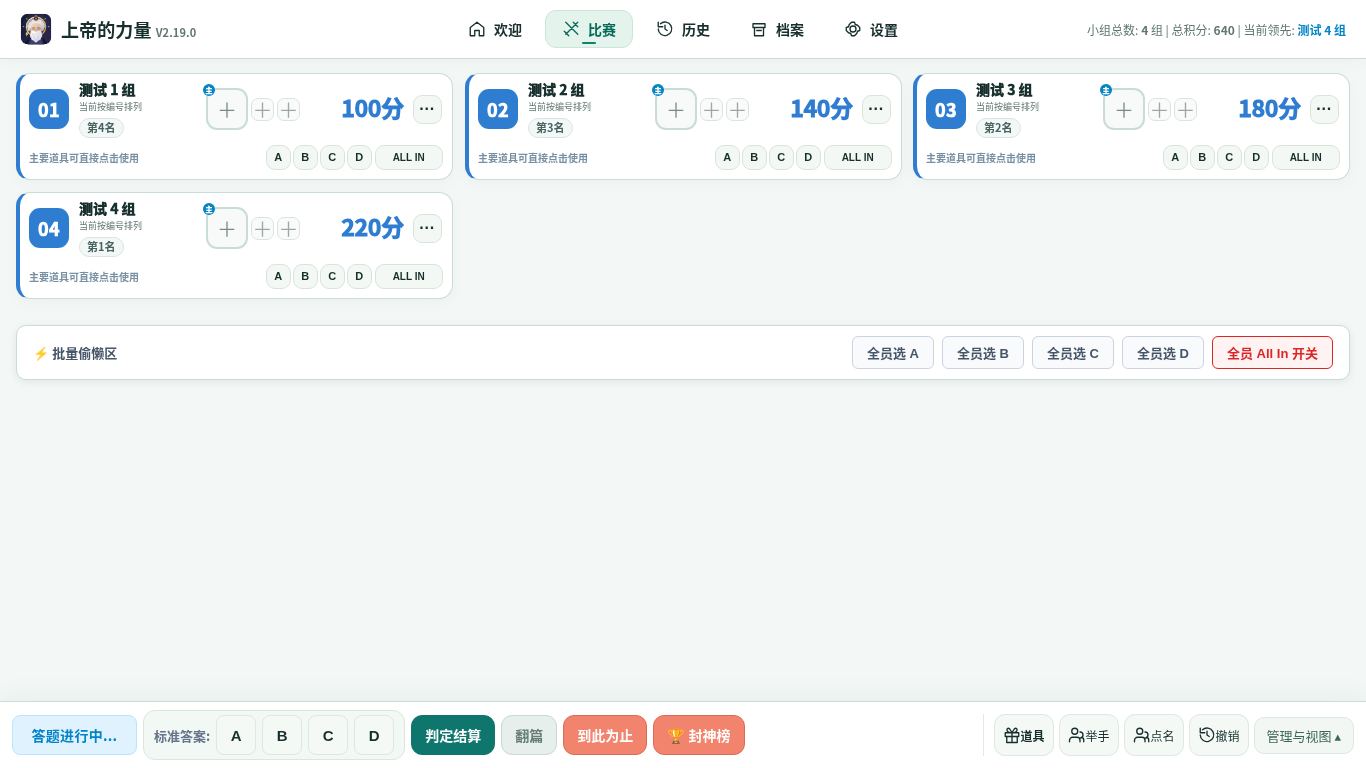 上帝的力量 V2.19.0
欢迎
比赛
历史
档案
设置
小组总数: 4 组 | 总积分: 640 | 当前领先: 测试 4 组
01
测试 1 组
当前按编号排列
第4名
主
100分
...
主要道具可直接点击使用
A B C D ALL IN
02
测试 2 组
当前按编号排列
第3名
主
140分
...
主要道具可直接点击使用
A B C D ALL IN
03
测试 3 组
当前按编号排列
第2名
主
180分
...
主要道具可直接点击使用
A B C D ALL IN
04
测试 4 组
当前按编号排列
第1名
主
220分
...
主要道具可直接点击使用
A B C D ALL IN
⚡ 批量偷懒区
全员选 A
全员选 B
全员选 C
全员选 D
全员 All In 开关
答题进行中...
标准答案: A B C D
判定结算
翻篇
到此为止
🏆 封神榜
道具
举手
点名
撤销
管理与视图 ▴